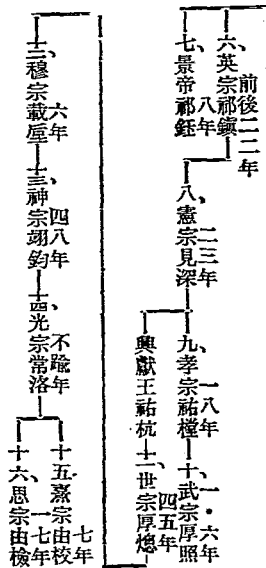 前後二二年
六、英宗祁鎭
八年
七、景帝祁鈺
二三年
八、憲宗見深
一八年
九、孝宗祐樘
一・六年
十、武宗厚照
興獻王祐杭
四五年
十一、世宗厚熜
六年
十二、穆宗載垕
四八年
十三、神宗翊鈞
不踰年
十四、光宗常洛
七年
十五、熹宗由校
一七年
十六、思宗由檢